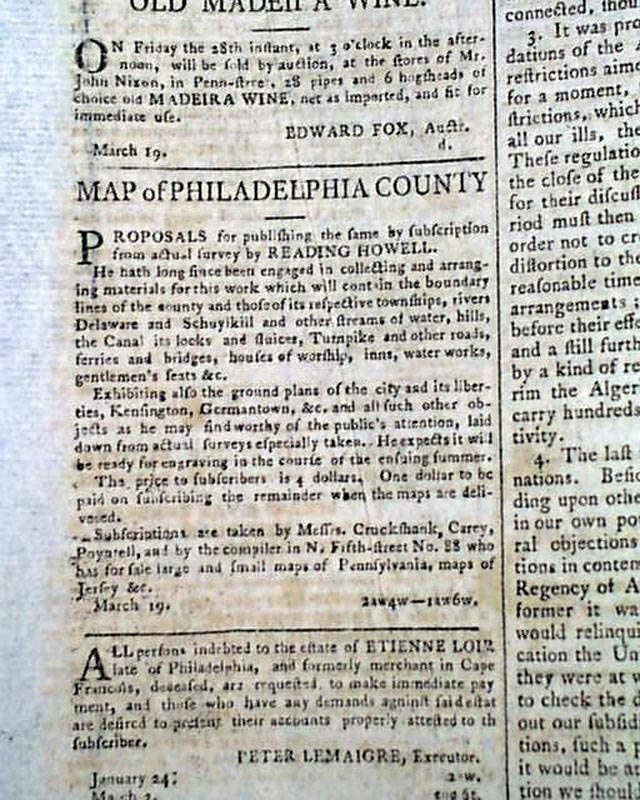 OLD MADEIRA WINE.
ON Friday the 28th inſtant, at 3 o'clock in the after-
noon, will be ſold by auction, at the ſtores of Mr.
John Nixon, in Penn-ſtreet, 28 pipes and 6 hogſheads of
choice old MADEIRA WINE, net as imported, and fit for
immediate uſe.
EDWARD FOX, Auctr.
March 19. d.
MAP of PHILADELPHIA COUNTY
PROPOSALS for publiſhing the ſame by ſubſcription
from actual ſurvey by READING HOWELL.
He hath long ſince been engaged in collecting and arrang-
ing materials for this work which will contain the boundary
lines of the county and thoſe of its reſpective townſhips, rivers
Delaware and Schuylkill and other ſtreams of water, hills,
the Canal its locks and ſluices, Turnpike and other roads,
ferries and bridges, houſes of worſhip, inns, water works,
gentlemen's ſeats &c.
Exhibiting alſo the ground plans of the city and its liber-
ties, Kenſington, Germantown, &c. and all ſuch other ob-
jects as he may find worthy of the public's attention, laid
down from actual ſurveys eſpecially taken. He expects it will
be ready for engraving in the courſe of the enſuing ſummer.
The price to ſubſcribers is 4 dollars. One dollar to be
paid on ſubſcribing the remainder when the maps are deli-
vered.
Subſcriptions are taken by Meſſrs. Cruckſhank, Carey,
Poyntell, and by the compiler in N. Fifth-ſtreet No. 88 who
has for ſale large and ſmall maps of Pennſylvania, maps of
Jerſey &c.
March 19. 2aw4w—1aw6w.
ALL perſons indebted to the eſtate of ETIENNE LOIR
late of Philadelphia, and formerly merchant in Cape
Francois, deceaſed, are requeſted, to make immediate pay
ment, and thoſe who have any demands againſt ſaid eſtat
are deſired to preſent their accounts properly atteſted to th
ſubſcriber.
PETER LEMAIGRE, Executor.
January 24:
March 3.
connected, thou
3. It was pro
dations of the
reſtrictions aime
for a moment,
ſtrictions, which
all our ills, the
Theſe regulatio
the cloſe of the
for their diſcuſſ
riod muſt then
order not to cr
diſtortion to the
reaſonable time
arrangements
before their effe
and a ſtill furth
by a kind of re
rim the Alger
carry hundreds
tivity.
4. The laſt
nations. Beſid
ding upon othe
in our own po
ral objections
tions in conten
Regency of A
former it wa
would relinqui
cation the Un
they were at w
to check the d
out our ſubſid
tions, ſuch a p
it would be ar
tion we ſhoul